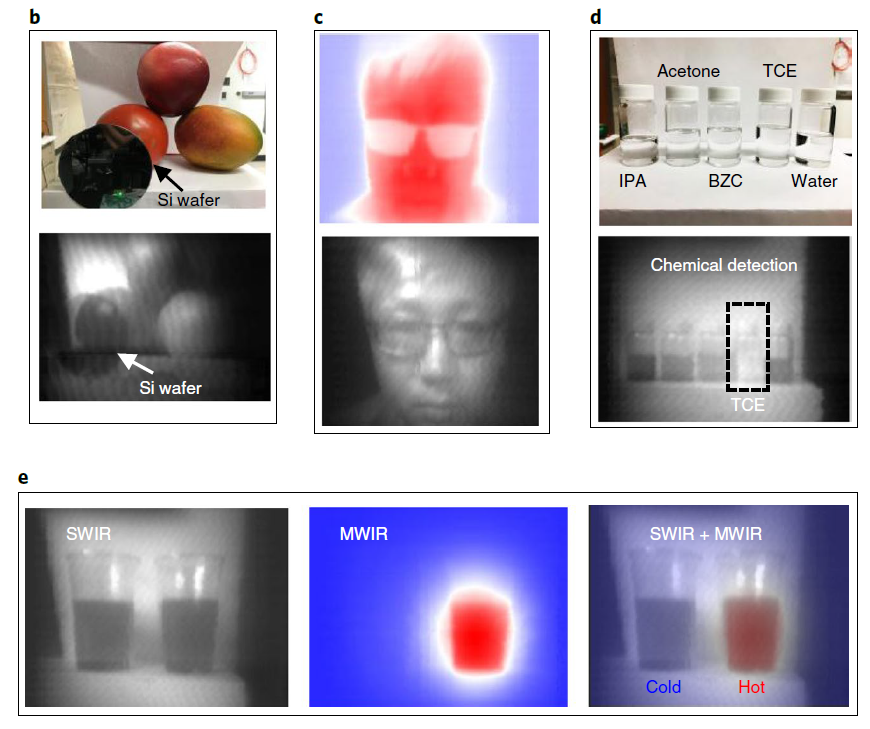 b
Si wafer
Si wafer
c
d
Acetone TCE
IPA BZC Water
Chemical detection
TCE
e
SWIR
MWIR
SWIR + MWIR
Cold Hot